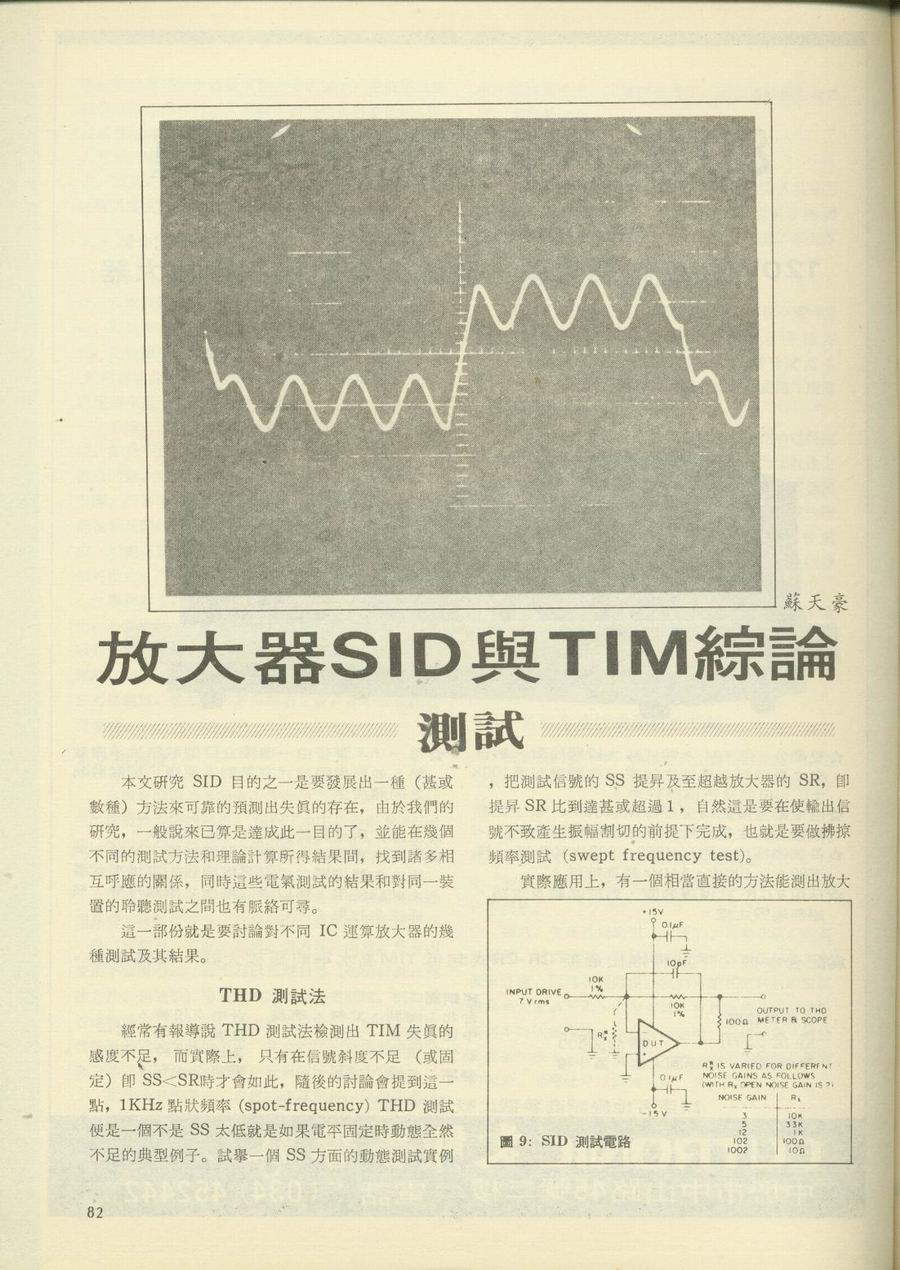 蘇天豪
放大器SID與TIM綜論
測試
本文研究 SID 目的之一是要發展出一種（甚或
數種）方法來可靠的預測出失眞的存在，由於我們的
研究，一般說來已算是達成此一目的了，並能在幾個
不同的測試方法和理論計算所得結果間，找到諸多相
互呼應的關係，同時這些電氣測試的結果和對同一裝
置的聆聽測試之間也有脈絡可尋。
這一部份就是要討論對不同 IC 運算放大器的幾
種測試及其結果。
THD 測試法
經常有報導說 THD 測試法檢測出 TIM 失眞的
感度不足，而實際上，只有在信號斜度不足（或固
定）卽 SS<SR時才會如此，隨後的討論會提到這一
點，1KHz 點狀頻率 (spot-frequency) THD 測試
便是一個不是 SS 太低就是如果電平固定時動態全然
不足的典型例子。試擧一個 SS 方面的動態測試實例
，把測試信號的 SS 提昇及至超越放大器的 SR，卽
提昇 SR 比到達甚或超過 1，自然這是要在使輸出信
號不致產生振幅割切的前提下完成，也就是要做拂掠
頻率測試 (swept frequency test)。
實際應用上，有一個相當直接的方法能測出放大
+15V
0.1μF
10pF
10K
1%
INPUT DRIVE
7 Vrms
10K
1%
OUTPUT TO THD
METER & SCOPE
100Ω
Rx*
DUT
0.1μF
-15V
Rx* IS VARIED FOR DIFFERENT
NOISE GAINS AS FOLLOWS
(WITH Rx OPEN NOISE GAIN IS 2)
NOISE GAIN Rx
3 10K
5 3.3K
12 1K
102 100Ω
1002 10Ω
圖 9: SID 測試電路
82